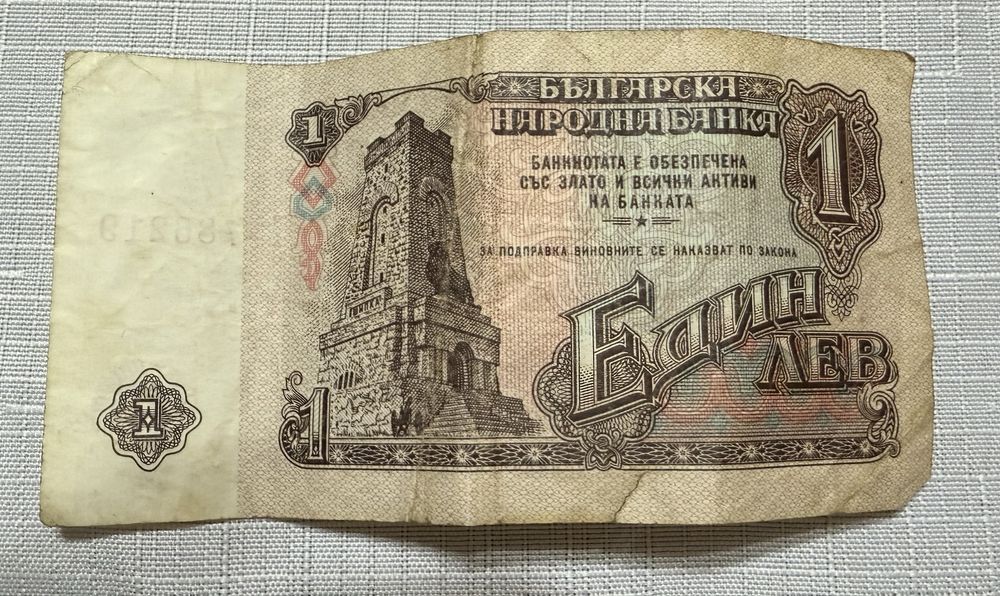 БЪЛГАРСКА
НАРОДНА БАНКА
1
1
БАНКНОТАТА Е ОБЕЗПЕЧЕНА
СЪС ЗЛАТО И ВСИЧКИ АКТИВИ
НА БАНКАТА
ЗА ПОДПРАВКА ВИНОВНИТЕ СЕ НАКАЗВАТ ПО ЗАКОНА
Един
ЛЕВ
1
1